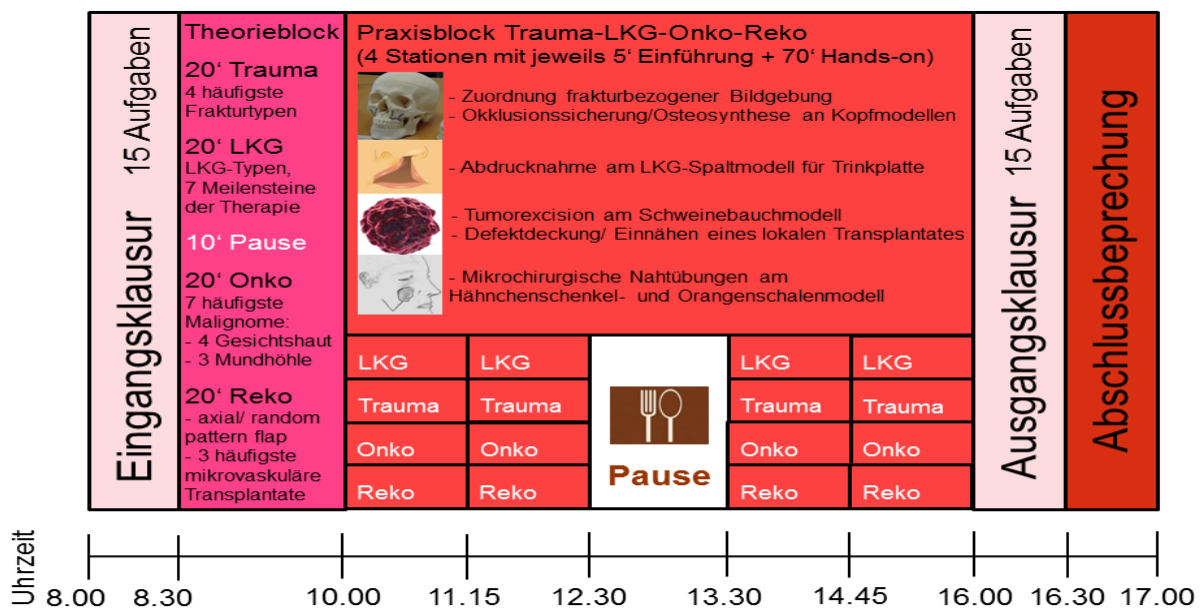 Eingangsklausur 15 Aufgaben
Theorieblock
20‘ Trauma
4 häufigste
Frakturtypen
20‘ LKG
LKG-Typen,
7 Meilensteine
der Therapie
10‘ Pause
20‘ Onko
7 häufigste
Malignome:
- 4 Gesichtshaut
- 3 Mundhöhle
20‘ Reko
- axial/ random
pattern flap
- 3 häufigste
mikrovaskuläre
Transplantate
Praxisblock Trauma-LKG-Onko-Reko
(4 Stationen mit jeweils 5‘ Einführung + 70‘ Hands-on)
- Zuordnung frakturbezogener Bildgebung
- Okklusionssicherung/Osteosynthese an Kopfmodellen
- Abdrucknahme am LKG-Spaltmodell für Trinkplatte
- Tumorexcision am Schweinebauchmodell
- Defektdeckung/ Einnähen eines lokalen Transplantates
- Mikrochirurgische Nahtübungen am
Hähnchenschenkel- und Orangenschalenmodell
LKG LKG LKG LKG
Trauma Trauma Trauma Trauma
Onko Onko Onko Onko
Reko Reko Reko Reko
Pause
Ausgangsklausur 15 Aufgaben
Abschlussbeprechung
Uhrzeit
8.00 8.30 10.00 11.15 12.30 13.30 14.45 16.00 16.30 17.00